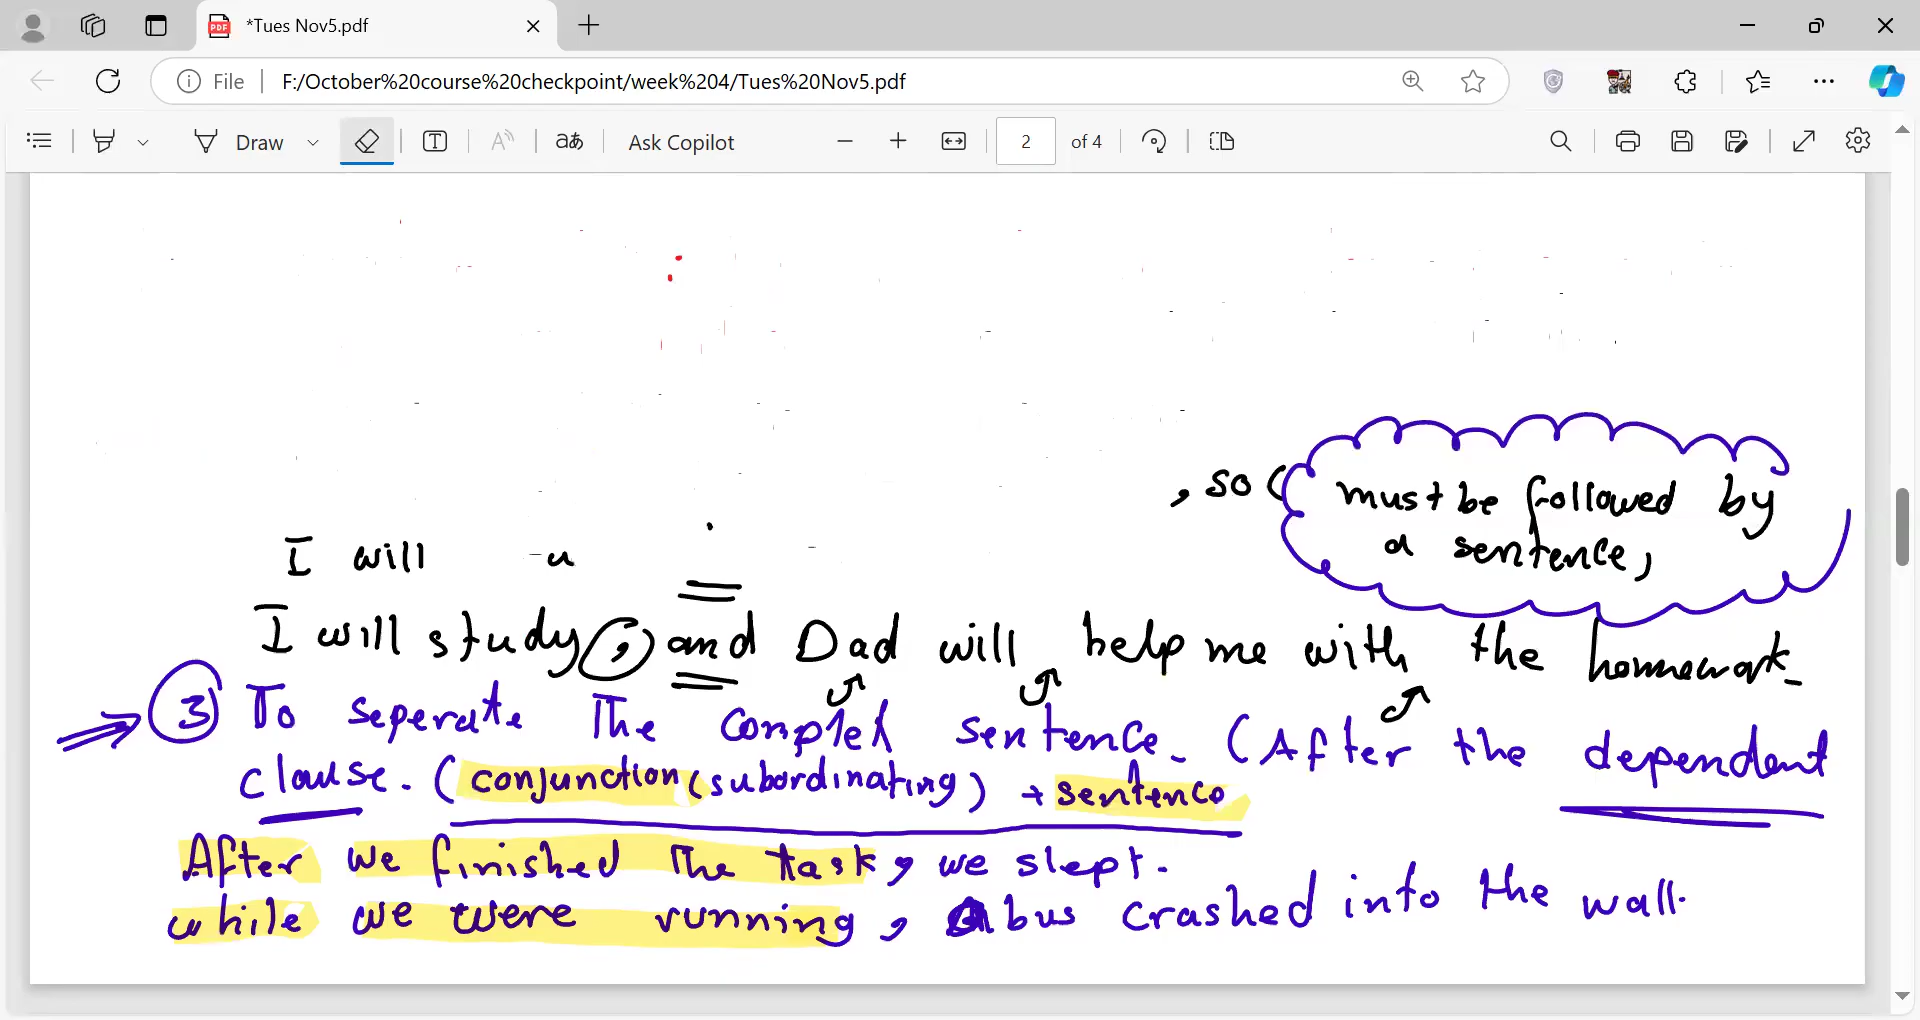 *Tues Nov5.pdf
File F:/October%20course%20checkpoint/week%204/Tues%20Nov5.pdf
Draw aあ Ask Copilot 2 of 4
, so ( must be followed by
a sentence,
I will
I will study, and Dad will help me with the homework
3 To seperate The Complet sentence. (After the dependent
clause. (conjunction (subordinating) + sentence
After we finished The task, we slept.
while we were running, a bus crashed into the wall.